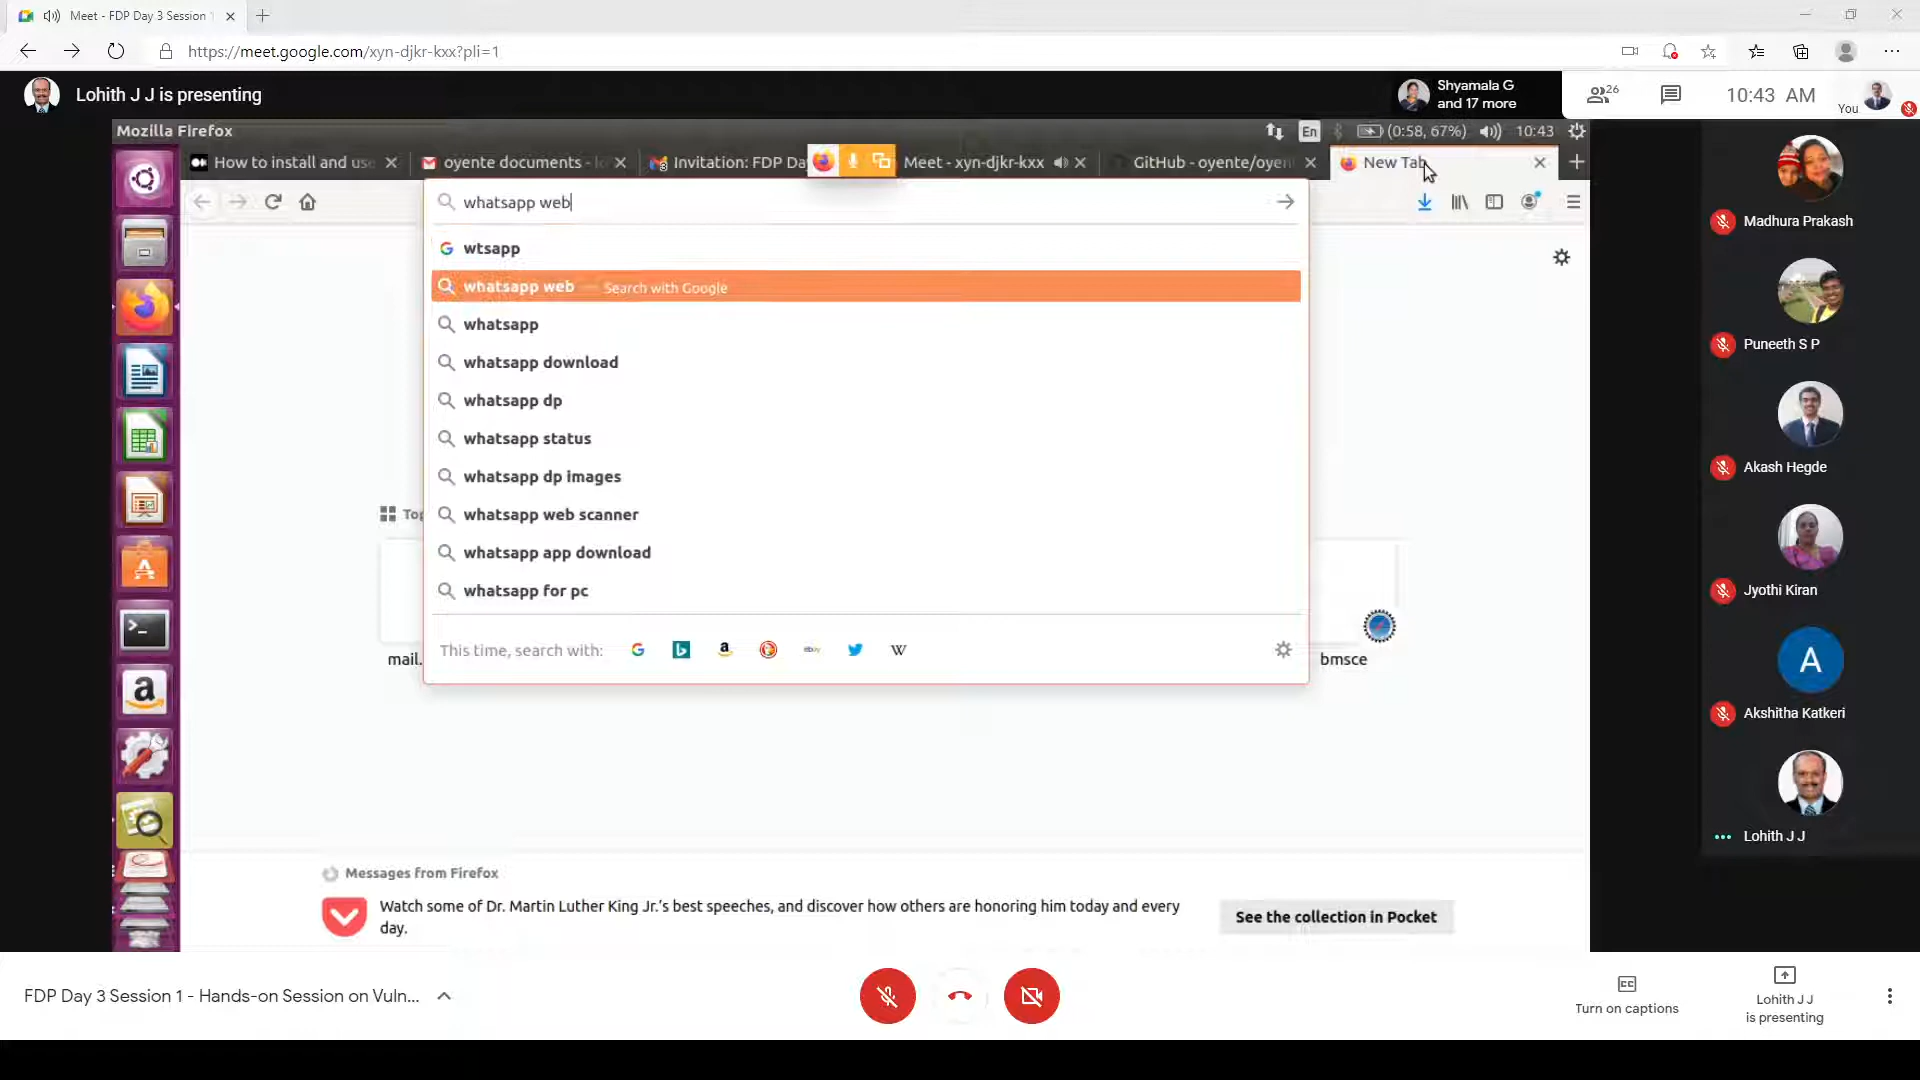 Meet - FDP Day 3 Session 1
https://meet.google.com/xyn-djkr-kxx?pli=1
Lohith J J is presenting
Shyamala G
and 17 more
26
10:43 AM
You
Mozilla Firefox
En
(0:58, 67%)
10:43
How to install and use
oyente documents - lo
Invitation: FDP Da
Meet - xyn-djkr-kxx
GitHub - oyente/oyen
New Tab
whatsapp web
wtsapp
whatsapp web — Search with Google
whatsapp
whatsapp download
whatsapp dp
whatsapp status
whatsapp dp images
whatsapp web scanner
whatsapp app download
whatsapp for pc
This time, search with:
ebay
W
Top
mail.
bmsce
Messages from Firefox
Watch some of Dr. Martin Luther King Jr.'s best speeches, and discover how others are honoring him today and every
day.
See the collection in Pocket
Madhura Prakash
Puneeth S P
Akash Hegde
Jyothi Kiran
A
Akshitha Katkeri
Lohith J J
FDP Day 3 Session 1 - Hands-on Session on Vuln...
Turn on captions
Lohith J J
is presenting